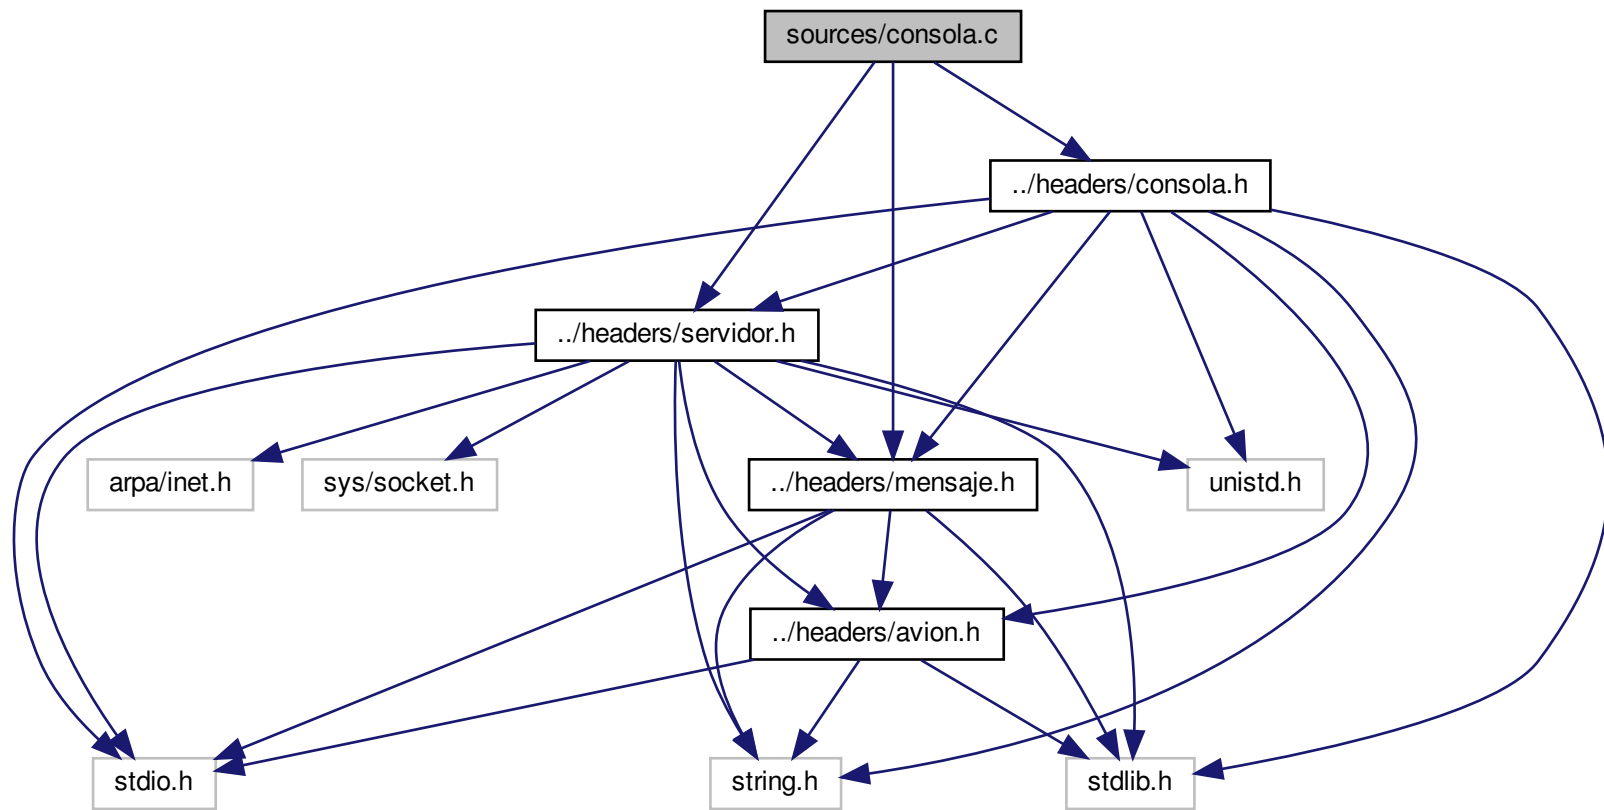 sources/consola.c
../headers/consola.h
../headers/servidor.h
arpa/inet.h
sys/socket.h
../headers/mensaje.h
unistd.h
../headers/avion.h
stdio.h
string.h
stdlib.h